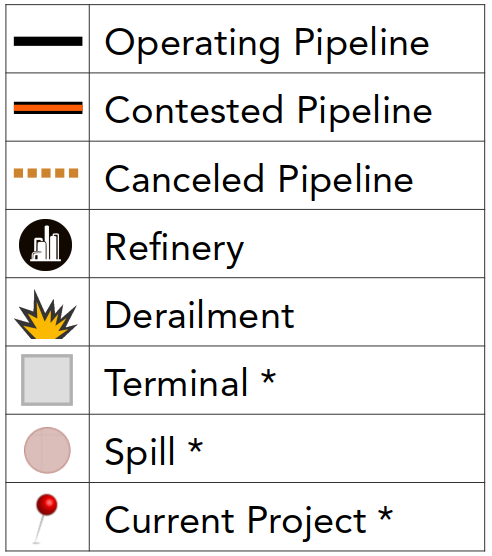 Operating Pipeline
Contested Pipeline
Canceled Pipeline
Refinery
Derailment
Terminal *
Spill *
Current Project *